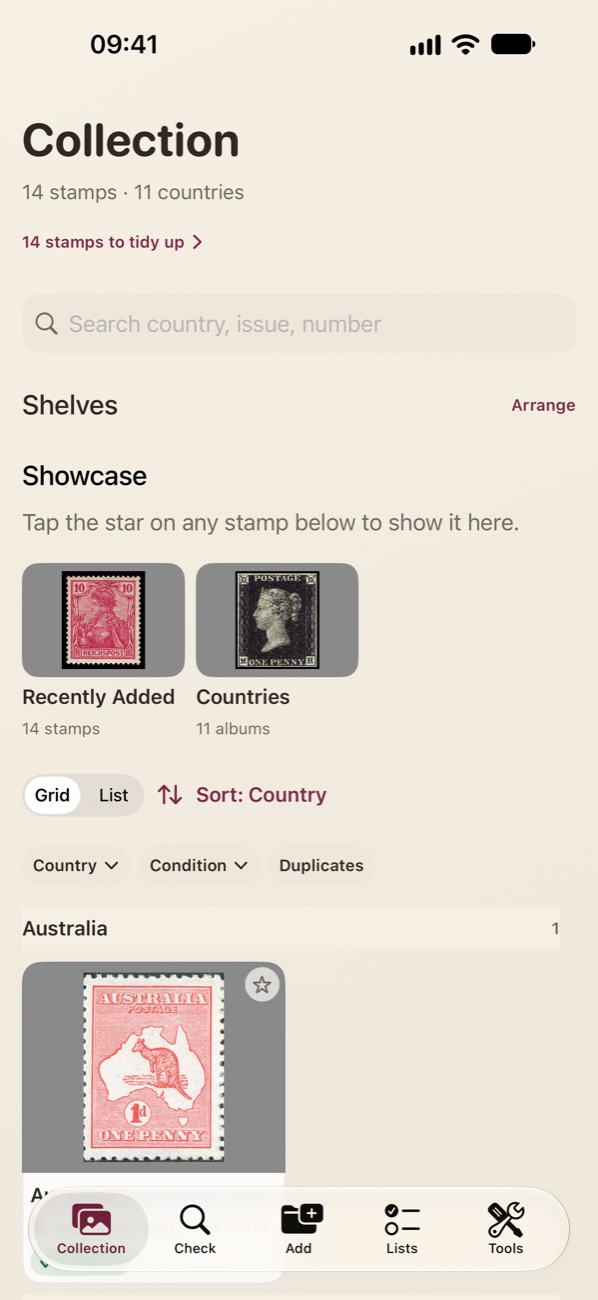 09:41
Collection
14 stamps · 11 countries
14 stamps to tidy up
Search country, issue, number
Shelves
Arrange
Showcase
Tap the star on any stamp below to show it here.
10 10
REICHSPOST
POSTAGE
ONE PENNY
Recently Added
14 stamps
Countries
11 albums
Grid
List
Sort: Country
Country
Condition
Duplicates
Australia
1
AUSTRALIA
POSTAGE
1d
ONE PENNY
Collection
Check
Add
Lists
Tools